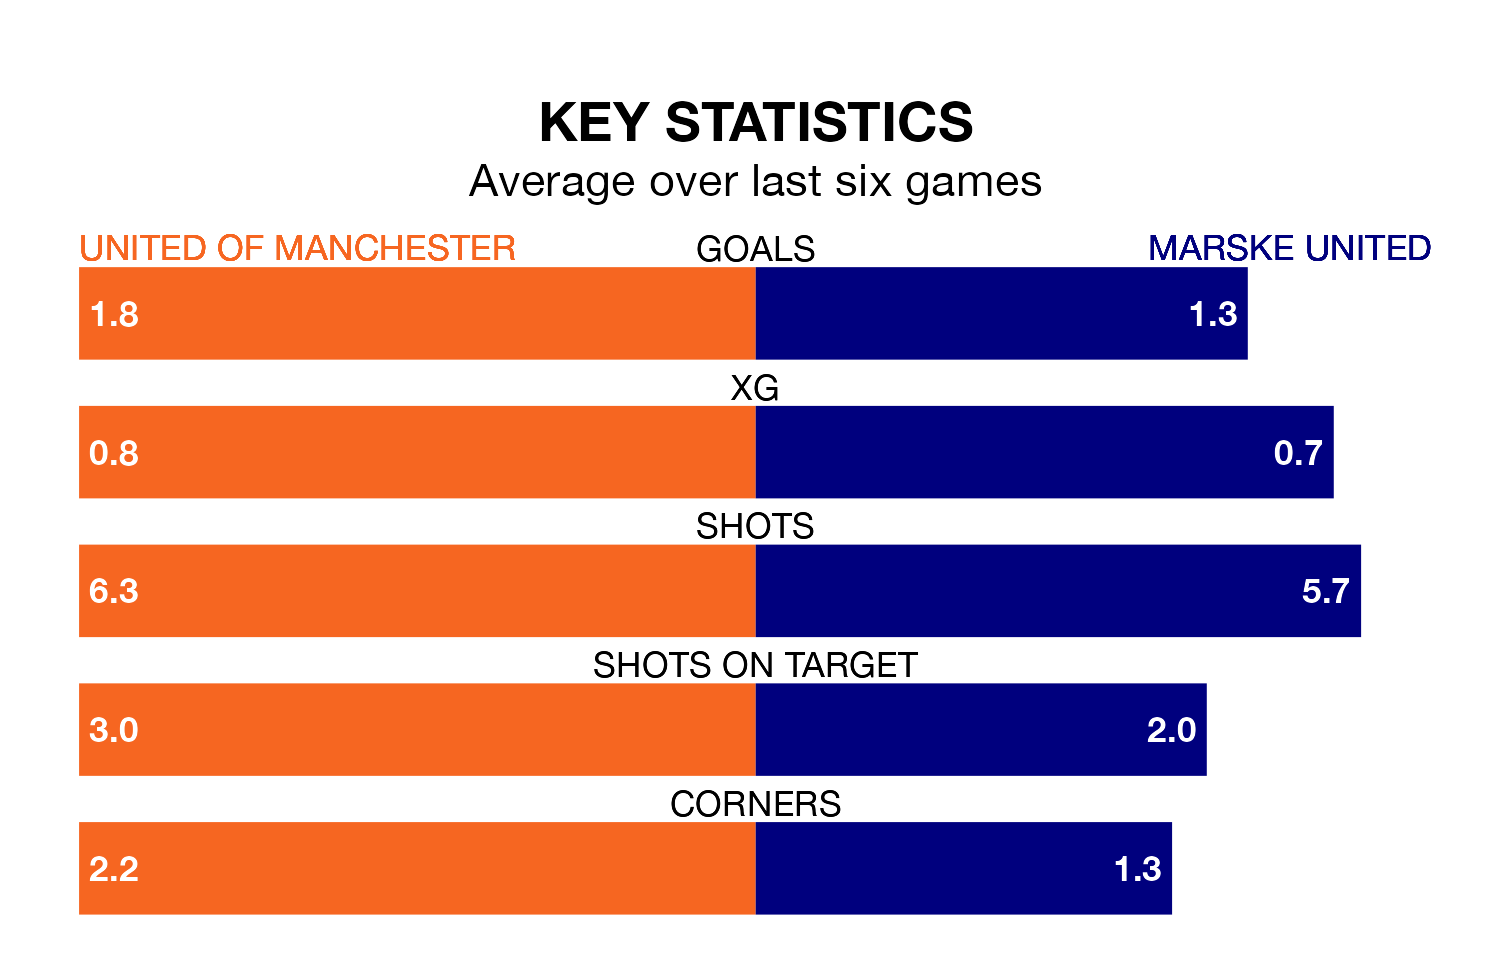 KEY STATISTICS
Average over last six games
UNITED OF MANCHESTER GOALS MARSKE UNITED
1.8 1.3
XG
0.8 0.7
SHOTS
6.3 5.7
SHOTS ON TARGET
3.0 2.0
CORNERS
2.2 1.3